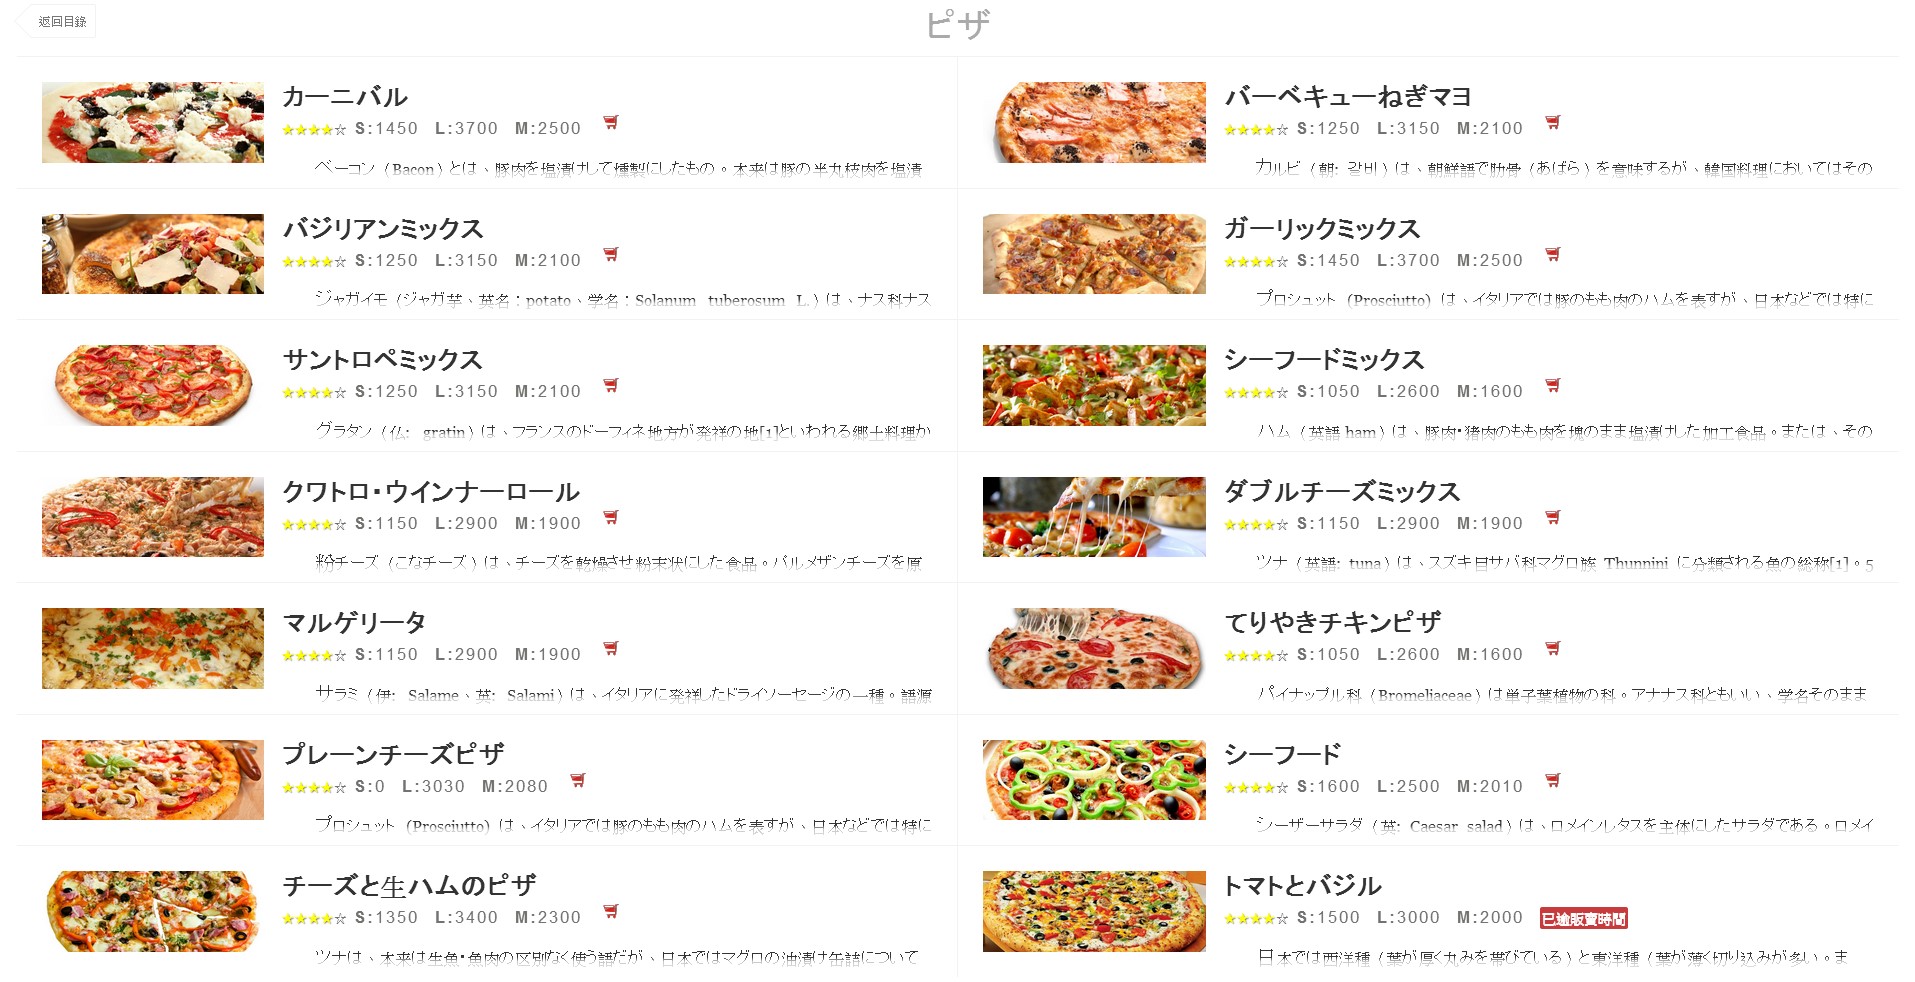 返回目錄
ピザ
カーニバル
★★★★☆ S:1450 L:3700 M:2500
ベーコン（Bacon）とは、豚肉を塩漬けして燻製にしたもの。本来は豚の半丸枝肉を塩漬
バーベキューねぎマヨ
★★★★☆ S:1250 L:3150 M:2100
カルビ（朝: 갈비）は、朝鮮語で肋骨（あばら）を意味するが、韓国料理においてはその
バジリアンミックス
★★★★☆ S:1250 L:3150 M:2100
ジャガイモ（ジャガ芋、英名：potato、学名：Solanum tuberosum L.）は、ナス科ナス
ガーリックミックス
★★★★☆ S:1450 L:3700 M:2500
プロシュット (Prosciutto) は、イタリアでは豚のもも肉のハムを表すが、日本などでは特に
サントロペミックス
★★★★☆ S:1250 L:3150 M:2100
グラタン（仏: gratin）は、フランスのドーフィネ地方が発祥の地[1]といわれる郷土料理か
シーフードミックス
★★★★☆ S:1050 L:2600 M:1600
ハム（英語 ham）は、豚肉・猪肉のもも肉を塊のまま塩漬けした加工食品。または、その
クワトロ・ウインナーロール
★★★★☆ S:1150 L:2900 M:1900
粉チーズ（こなチーズ）は、チーズを乾燥させ粉末状にした食品。パルメザンチーズを原
ダブルチーズミックス
★★★★☆ S:1150 L:2900 M:1900
ツナ（英語: tuna）は、スズキ目サバ科マグロ族 Thunnini に分類される魚の総称[1]。5
マルゲリータ
★★★★☆ S:1150 L:2900 M:1900
サラミ（伊: Salame、英: Salami）は、イタリアに発祥したドライソーセージの一種。語源
てりやきチキンピザ
★★★★☆ S:1050 L:2600 M:1600
パイナップル科（Bromeliaceae）は単子葉植物の科。アナナス科ともいい、学名そのまま
プレーンチーズピザ
★★★★☆ S:0 L:3030 M:2080
プロシュット (Prosciutto) は、イタリアでは豚のもも肉のハムを表すが、日本などでは特に
シーフード
★★★★☆ S:1600 L:2500 M:2010
シーザーサラダ（英: Caesar salad）は、ロメインレタスを主体にしたサラダである。ロメイ
チーズと生ハムのピザ
★★★★☆ S:1350 L:3400 M:2300
ツナは、本来は生魚・魚肉の区別なく使う語だが、日本ではマグロの油漬け缶詰について
トマトとバジル
★★★★☆ S:1500 L:3000 M:2000 已逾販賣時間
日本では西洋種（葉が厚く丸みを帯びている）と東洋種（葉が薄く切り込みが多い。ま